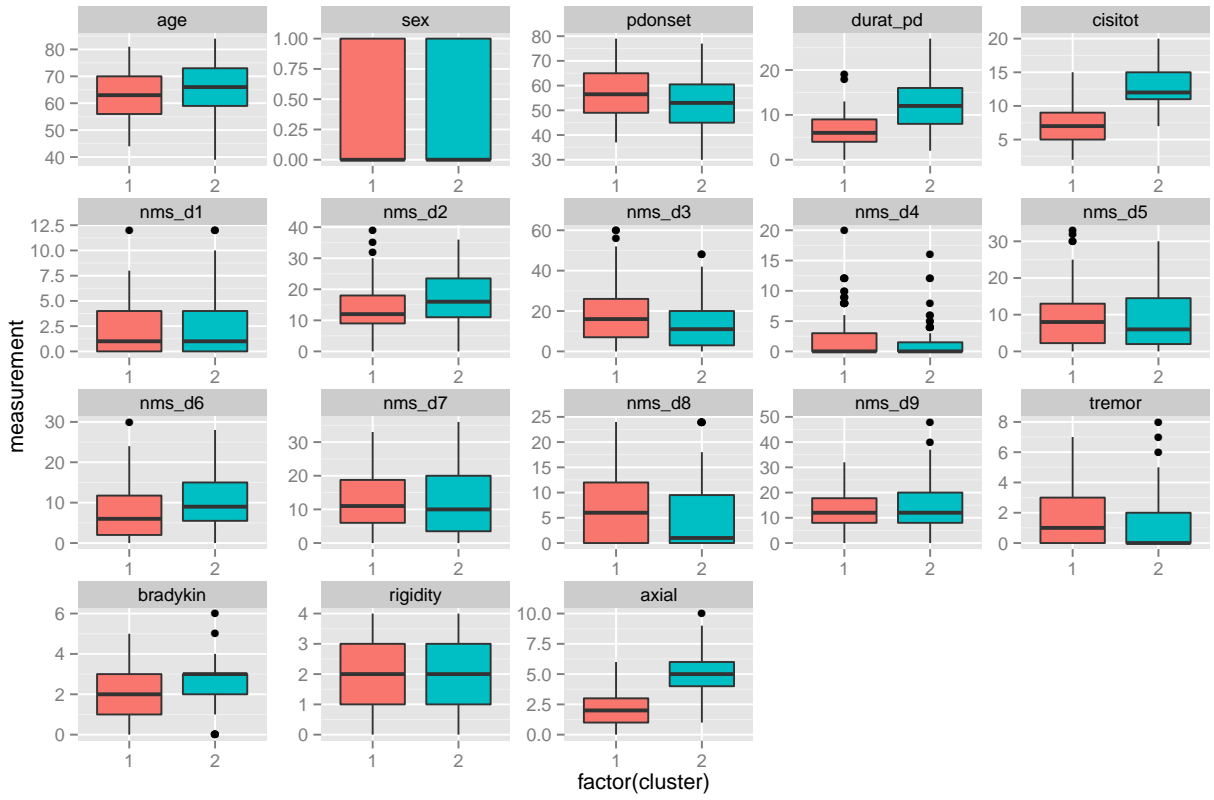 age sex pdonset durat_pd cisitot
80 1.00 80 20 20
70 0.75 70 10 15
60 0.50 60 0 10
50 0.25 50 5
40 0.00 40
30
1 2 1 2 1 2 1 2 1 2
nms_d1 nms_d2 nms_d3 nms_d4 nms_d5
12.5 40 60 20 30
10.0 30 40 15 20
7.5 20 20 10 10
5.0 10 0 5 0
2.5 0 0
0.0
1 2 1 2 1 2 1 2 1 2
measurement
nms_d6 nms_d7 nms_d8 nms_d9 tremor
30 30 25 50 8
20 20 20 40 6
10 10 15 30 4
0 0 10 20 2
5 10 0
0 0
1 2 1 2 1 2 1 2 1 2
bradykin rigidity axial
6 4 10.0
4 3 7.5
2 2 5.0
0 1 2.5
0 0.0
1 2 1 2 1 2
factor(cluster)